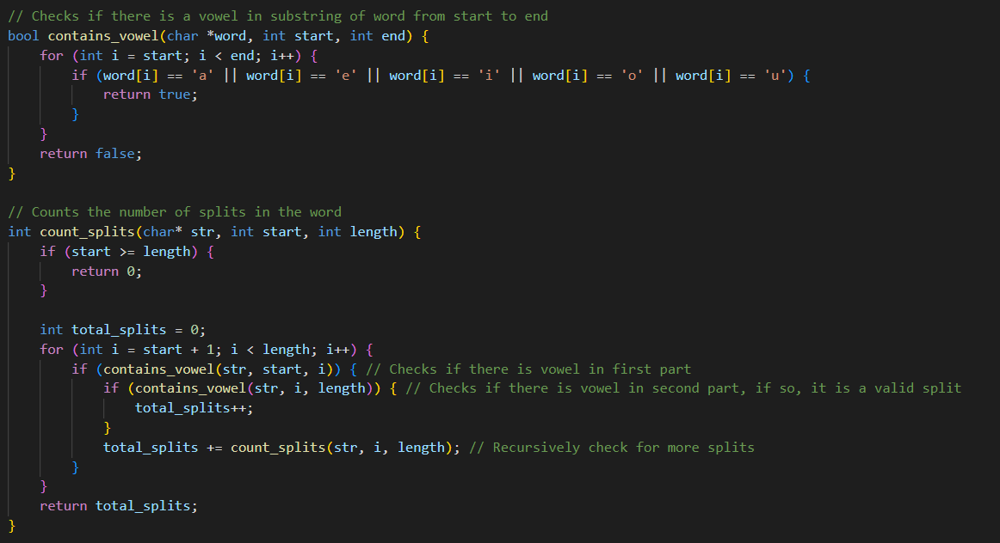 // Checks if there is a vowel in substring of word from start to end
bool contains_vowel(char *word, int start, int end) {
    for (int i = start; i < end; i++) {
        if (word[i] == 'a' || word[i] == 'e' || word[i] == 'i' || word[i] == 'o' || word[i] == 'u') {
            return true;
        }
    }
    return false;
}

// Counts the number of splits in the word
int count_splits(char* str, int start, int length) {
    if (start >= length) {
        return 0;
    }

    int total_splits = 0;
    for (int i = start + 1; i < length; i++) {
        if (contains_vowel(str, start, i)) { // Checks if there is vowel in first part
            if (contains_vowel(str, i, length)) { // Checks if there is vowel in second part, if so, it is a valid split
                total_splits++;
            }
            total_splits += count_splits(str, i, length); // Recursively check for more splits
        }
    }
    return total_splits;
}